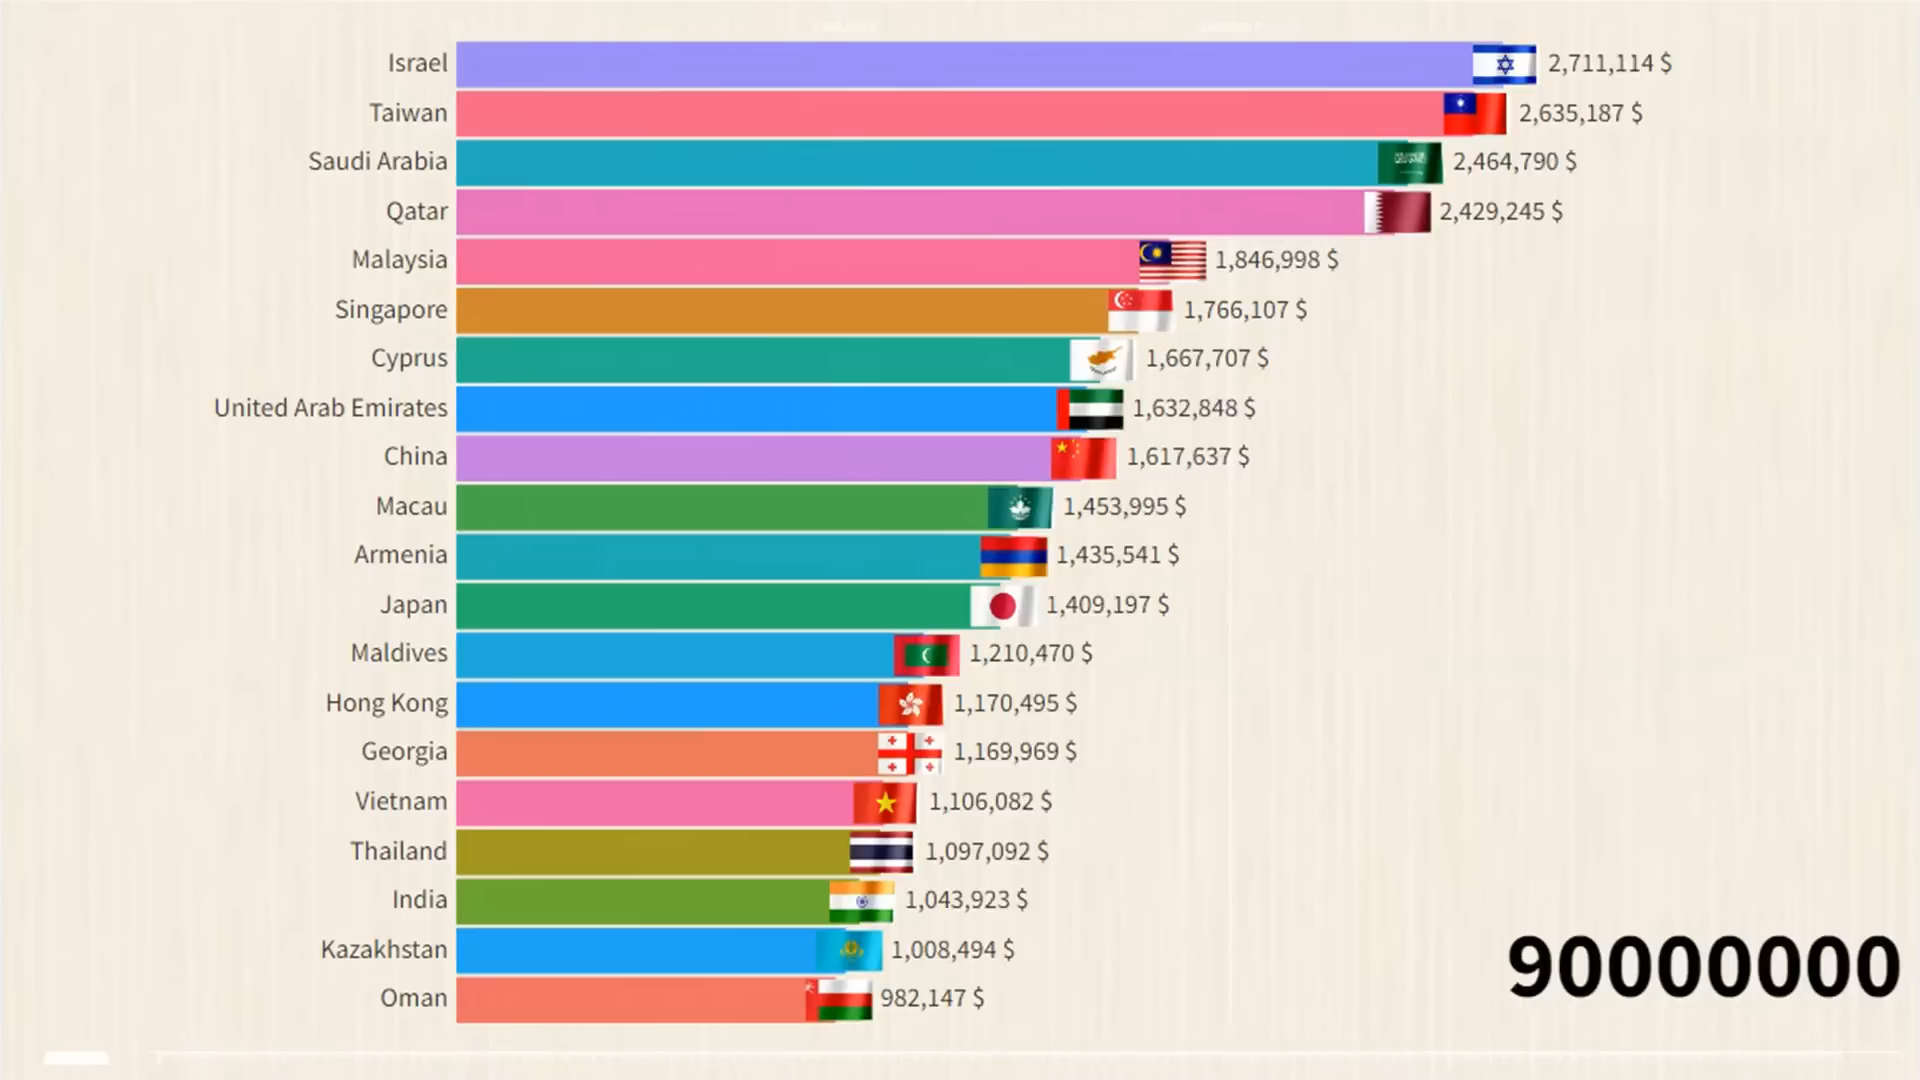 Israel 2,711,114 $
Taiwan 2,635,187 $
Saudi Arabia 2,464,790 $
Qatar 2,429,245 $
Malaysia 1,846,998 $
Singapore 1,766,107 $
Cyprus 1,667,707 $
United Arab Emirates 1,632,848 $
China 1,617,637 $
Macau 1,453,995 $
Armenia 1,435,541 $
Japan 1,409,197 $
Maldives 1,210,470 $
Hong Kong 1,170,495 $
Georgia 1,169,969 $
Vietnam 1,106,082 $
Thailand 1,097,092 $
India 1,043,923 $
Kazakhstan 1,008,494 $
Oman 982,147 $
90000000